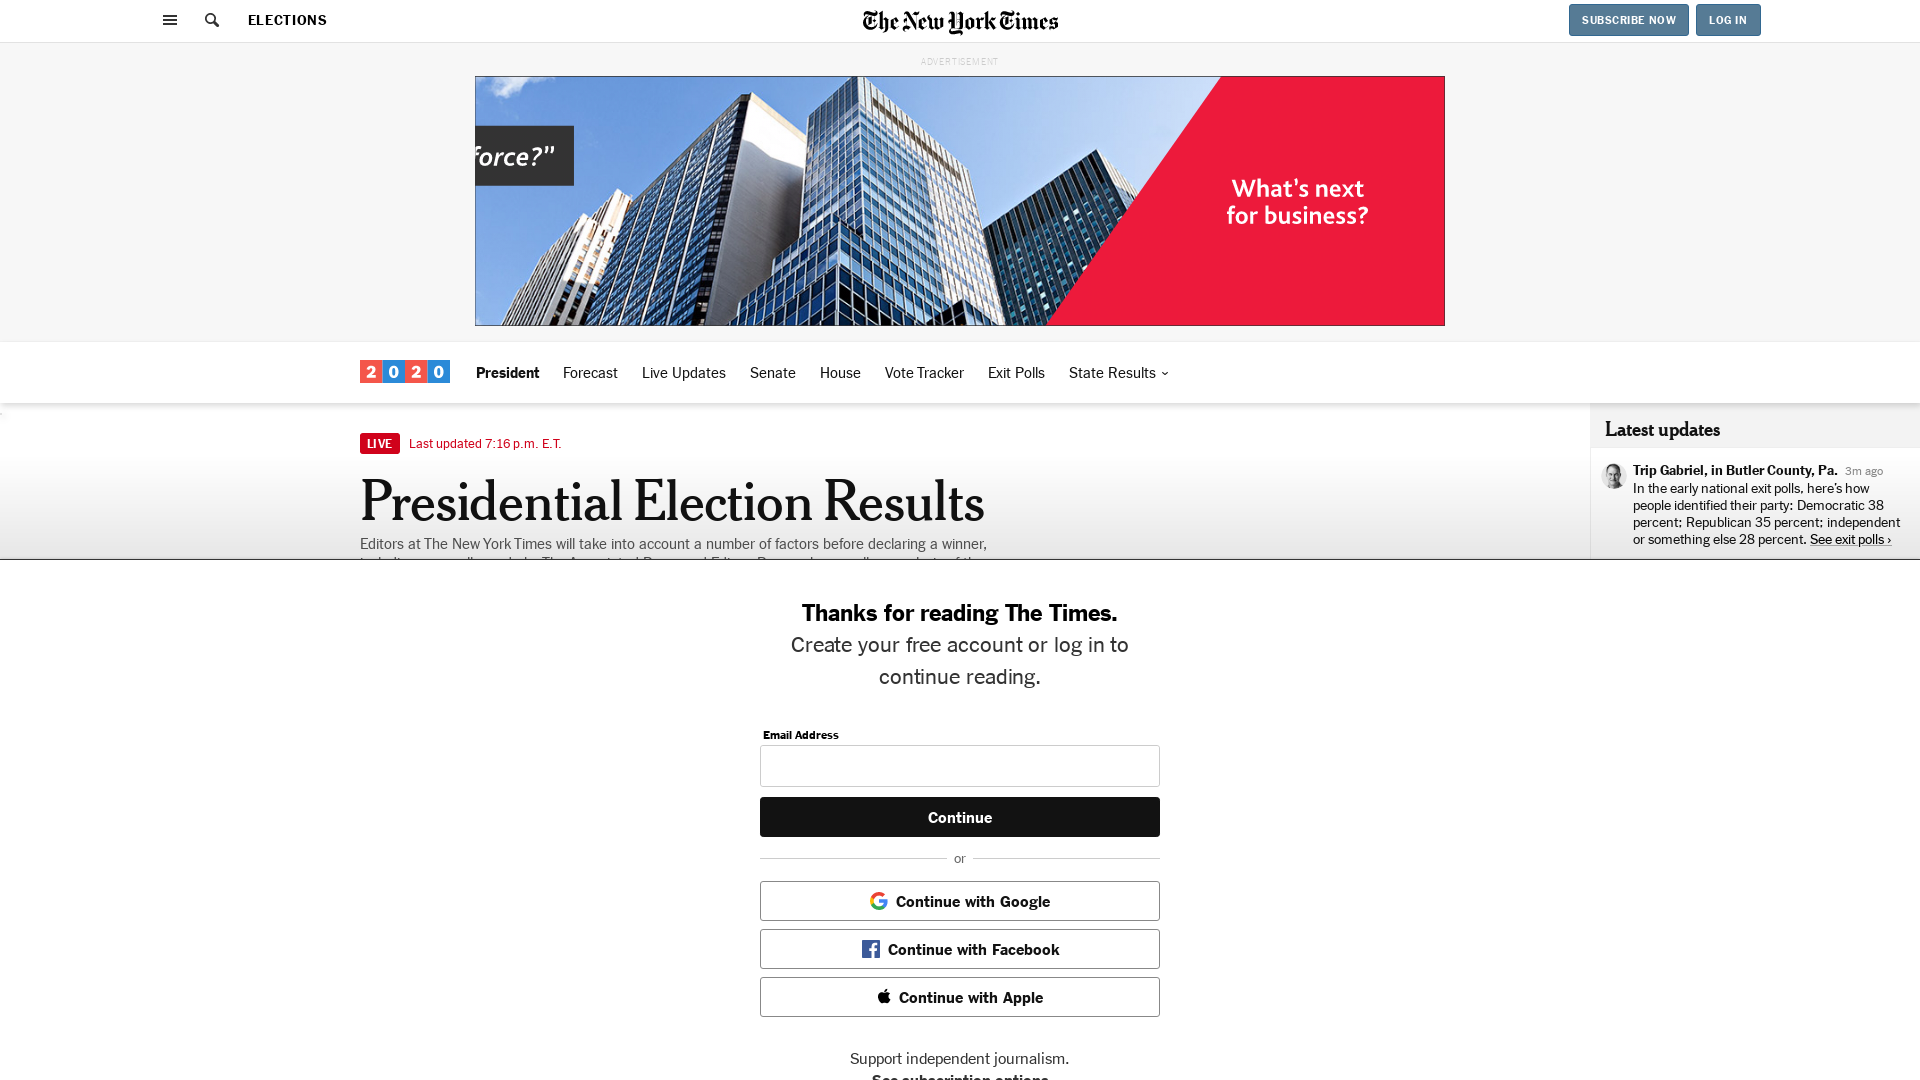 ELECTIONS
The New York Times
SUBSCRIBE NOW
LOG IN
ADVERTISEMENT
force?”
What’s next
for business?
2020
President
Forecast
Live Updates
Senate
House
Vote Tracker
Exit Polls
State Results
LIVE
Last updated 7:16 p.m. E.T.
Presidential Election Results
Editors at The New York Times will take into account a number of factors before declaring a winner,
Latest updates
Trip Gabriel, in Butler County, Pa. 3m ago
In the early national exit polls, here’s how
people identified their party: Democratic 38
percent; Republican 35 percent; independent
or something else 28 percent. See exit polls ›
Thanks for reading The Times.
Create your free account or log in to
continue reading.
Email Address
Continue
or
Continue with Google
Continue with Facebook
Continue with Apple
Support independent journalism.
See subscription options